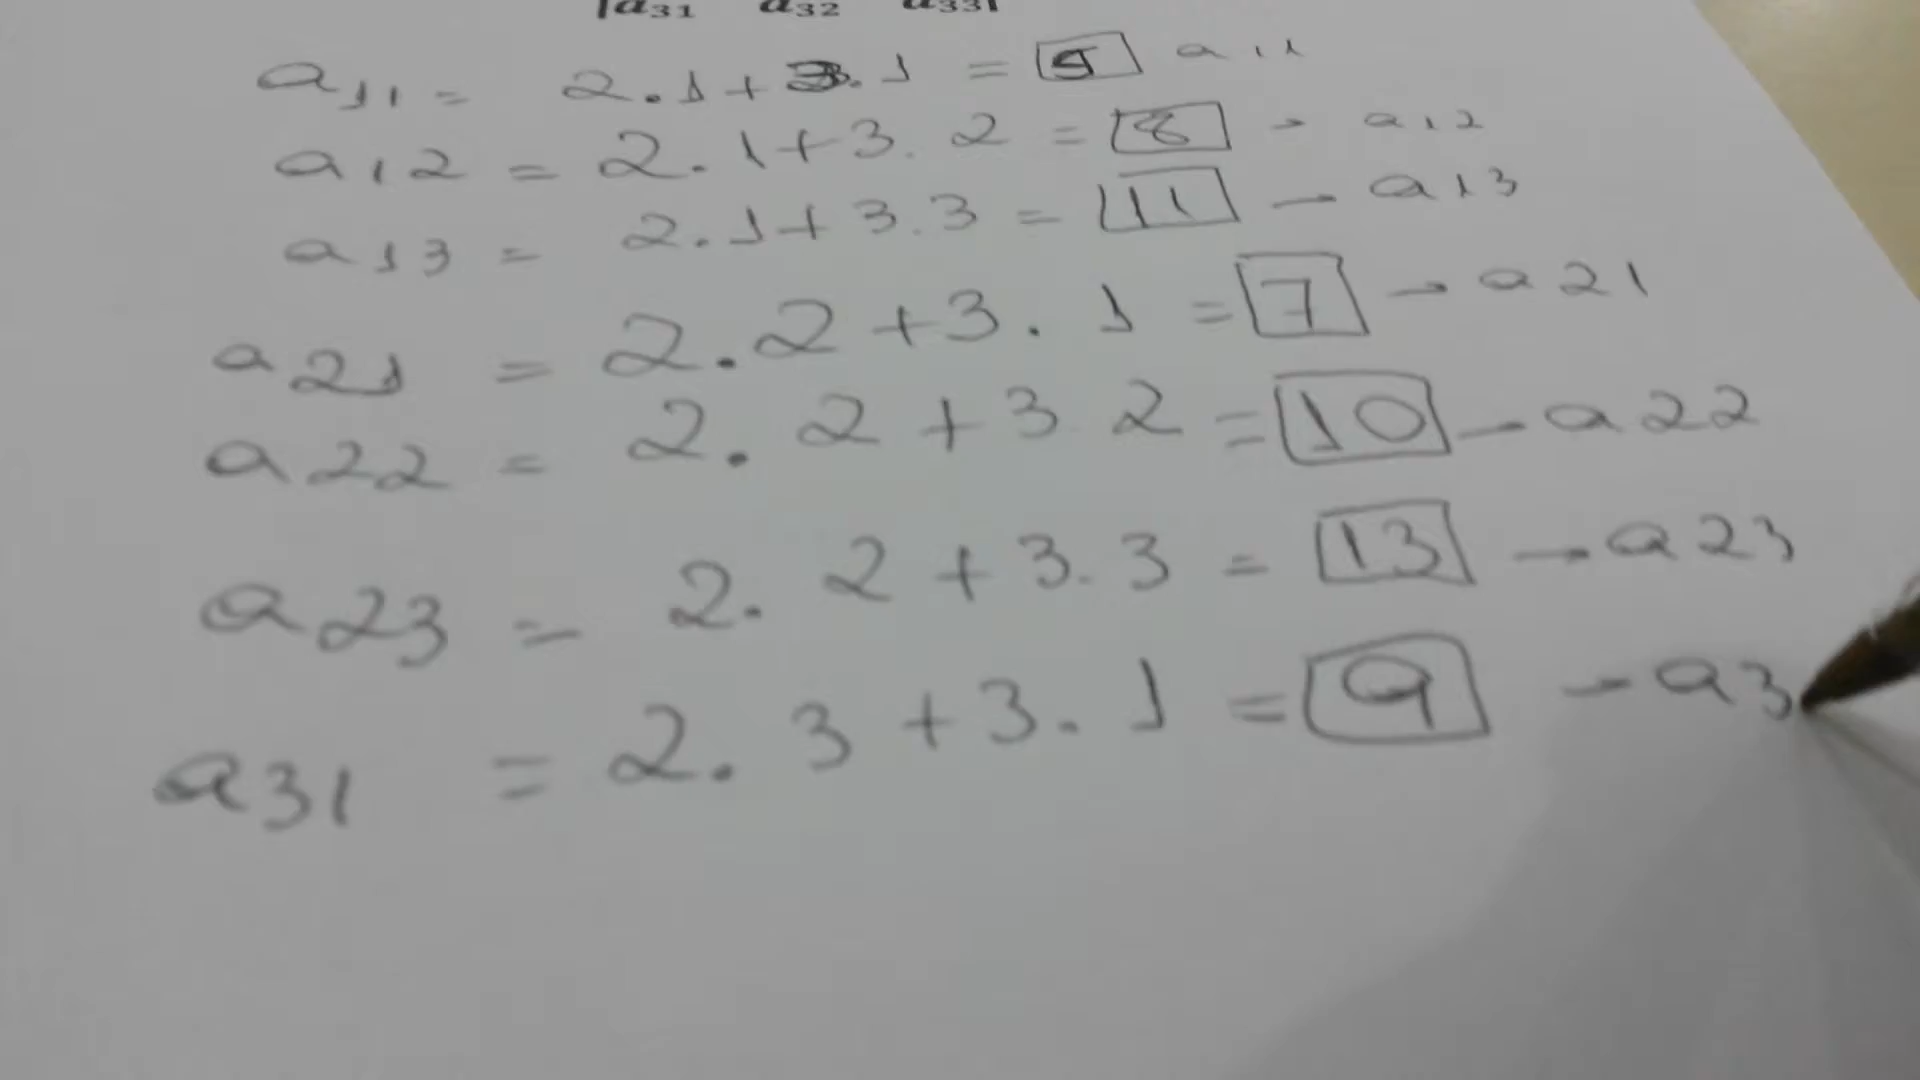 a31 a32 a33
a11 = 2.1+3.1 = 5 a11
a12 = 2.1+3.2 = 8 - a12
a13 = 2.1+3.3 = 11 - a13
a21 = 2.2+3.1 = 7 - a21
a22 = 2.2+3 2 = 10 - a22
a23 = 2.2+3.3 = 13 - a23
a31 = 2.3+3.1 = 9 - a3